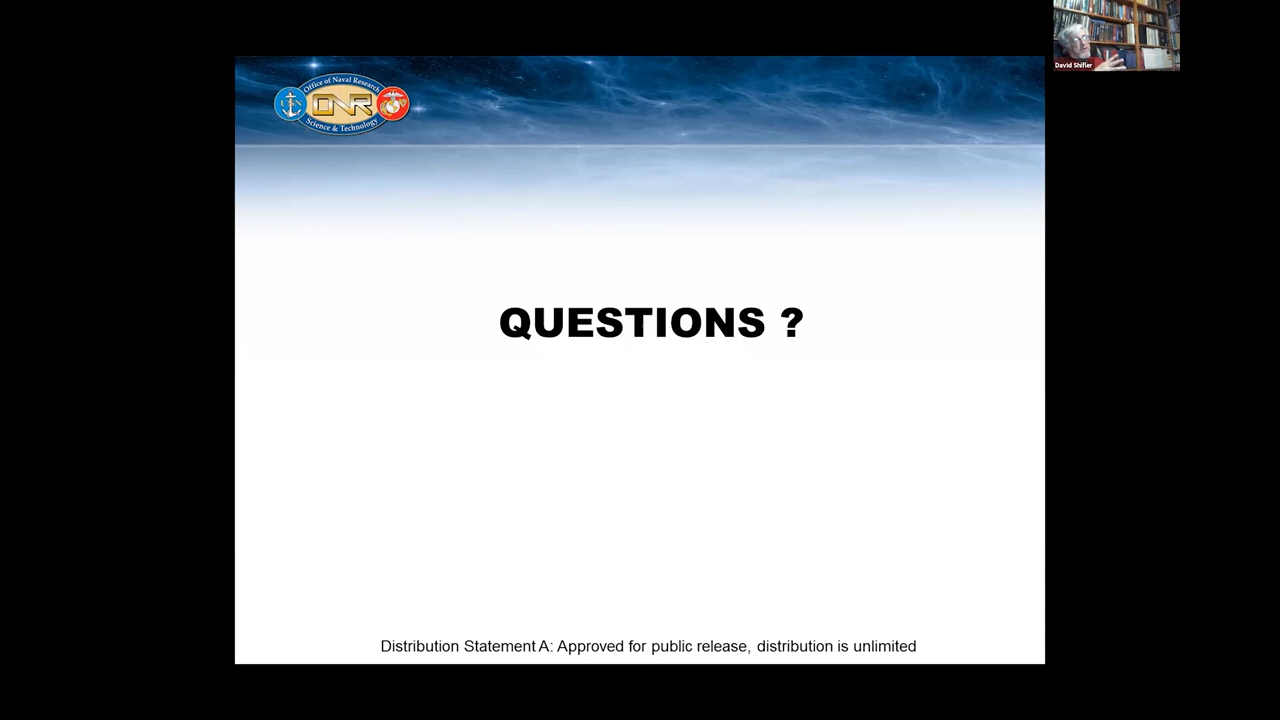 David Shifler
Office of Naval Research
ONR
Science & Technology
QUESTIONS ?
Distribution Statement A: Approved for public release, distribution is unlimited